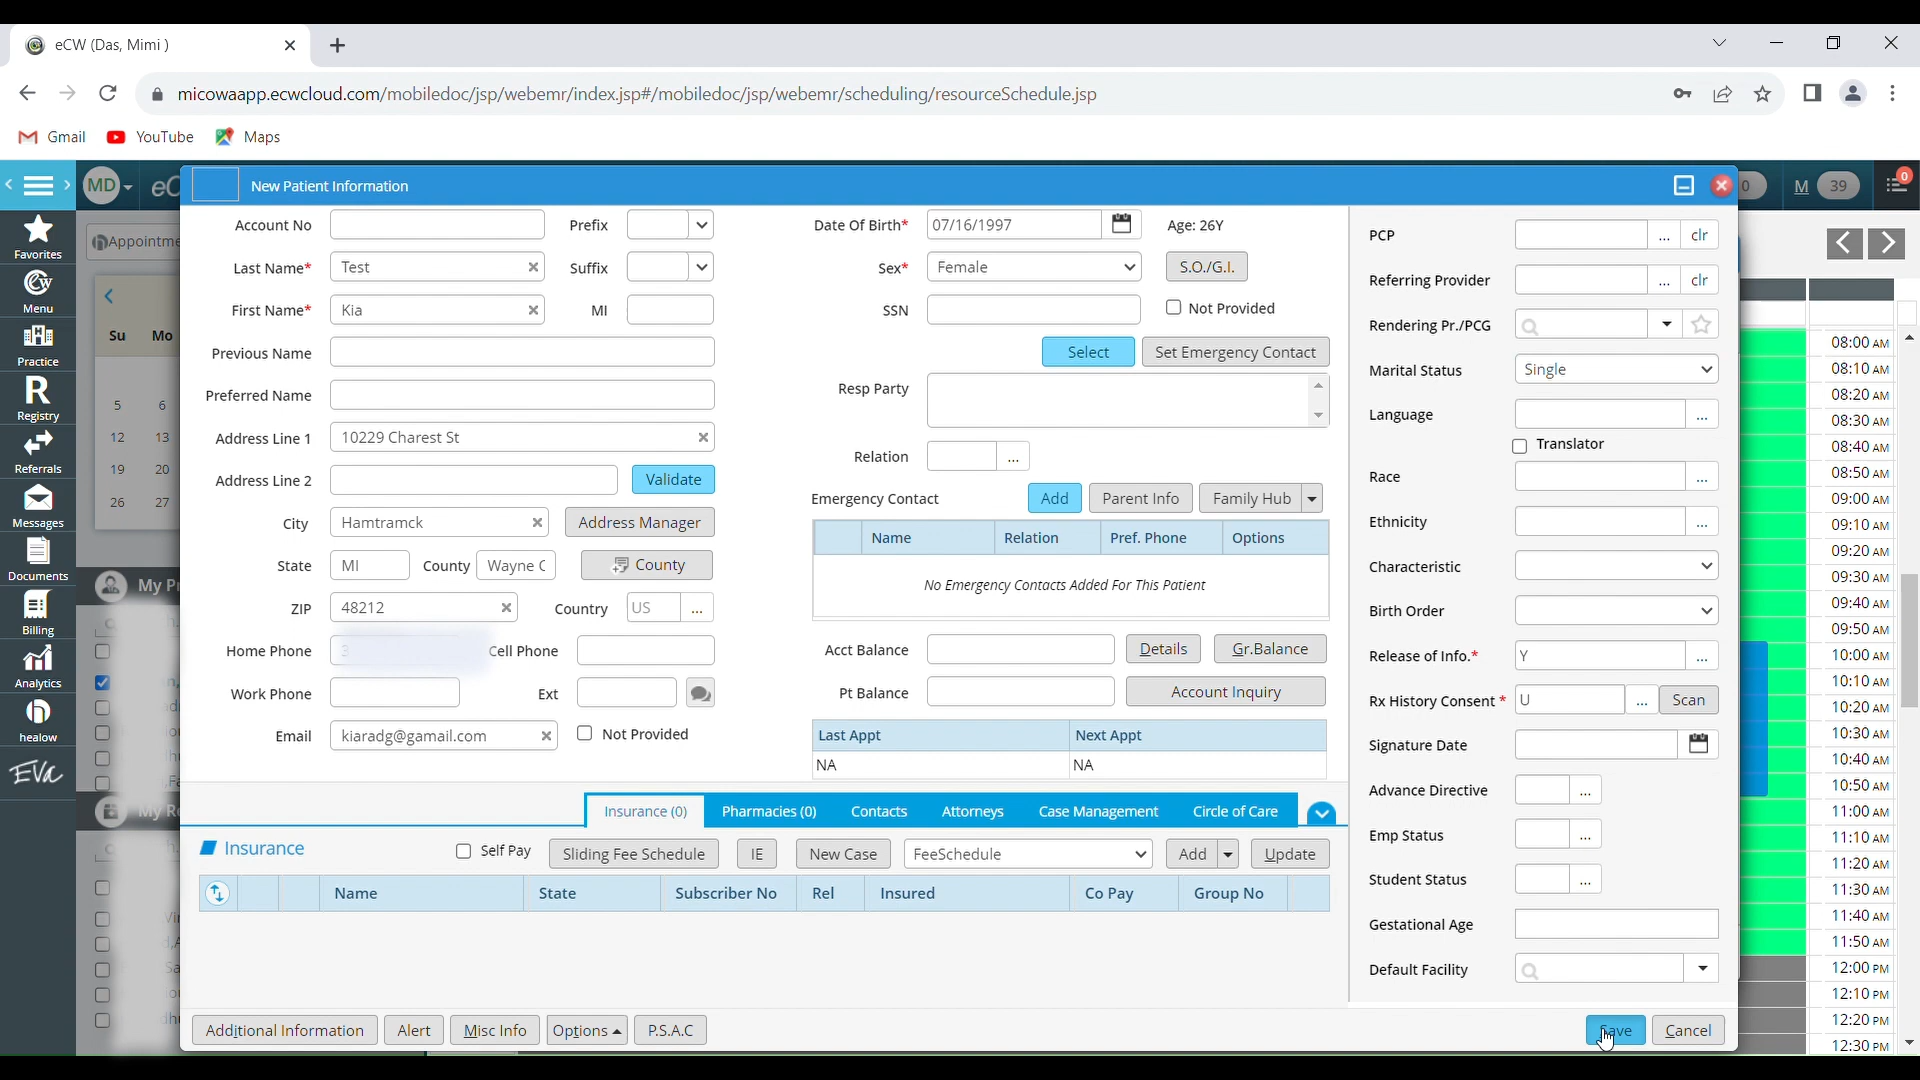 eCW (Das, Mimi )
micowaapp.ecwcloud.com/mobiledoc/jsp/webemr/index.jsp#/mobiledoc/jsp/webemr/scheduling/resourceSchedule.jsp
Gmail YouTube Maps
MD New Patient Information 0 M 39 0
Favorites
Menu
Practice
Registry
Referrals
Messages
Documents
Billing
Analytics
healow
EVA
Su Mo
5 6
12 13
19 20
26 27
Account No Prefix
Last Name* Test Suffix
First Name* Kia MI
Previous Name
Preferred Name
Address Line 1 10229 Charest St
Address Line 2 Validate
City Hamtramck Address Manager
State MI County Wayne C County
ZIP 48212 Country US ...
Home Phone 3 Cell Phone
Work Phone Ext
Email kiaradg@gamail.com Not Provided
Date Of Birth* 07/16/1997 Age: 26Y
Sex* Female S.O./G.I.
SSN Not Provided
Select Set Emergency Contact
Resp Party
Relation ...
Emergency Contact Add Parent Info Family Hub
Name Relation Pref. Phone Options
No Emergency Contacts Added For This Patient
Acct Balance Details Gr.Balance
Pt Balance Account Inquiry
Last Appt Next Appt
NA NA
PCP ... clr
Referring Provider ... clr
Rendering Pr./PCG
Marital Status Single
Language ...
Translator
Race ...
Ethnicity ...
Characteristic
Birth Order
Release of Info.* Y ...
Rx History Consent * U ... Scan
Signature Date
Advance Directive ...
Emp Status ...
Student Status ...
Gestational Age
Default Facility
Insurance (0) Pharmacies (0) Contacts Attorneys Case Management Circle of Care
Insurance Self Pay Sliding Fee Schedule IE New Case FeeSchedule Add Update
Name State Subscriber No Rel Insured Co Pay Group No
Additional Information Alert Misc Info Options P.S.A.C Save Cancel
08:00 AM
08:10 AM
08:20 AM
08:30 AM
08:40 AM
08:50 AM
09:00 AM
09:10 AM
09:20 AM
09:30 AM
09:40 AM
09:50 AM
10:00 AM
10:10 AM
10:20 AM
10:30 AM
10:40 AM
10:50 AM
11:00 AM
11:10 AM
11:20 AM
11:30 AM
11:40 AM
11:50 AM
12:00 PM
12:10 PM
12:20 PM
12:30 PM